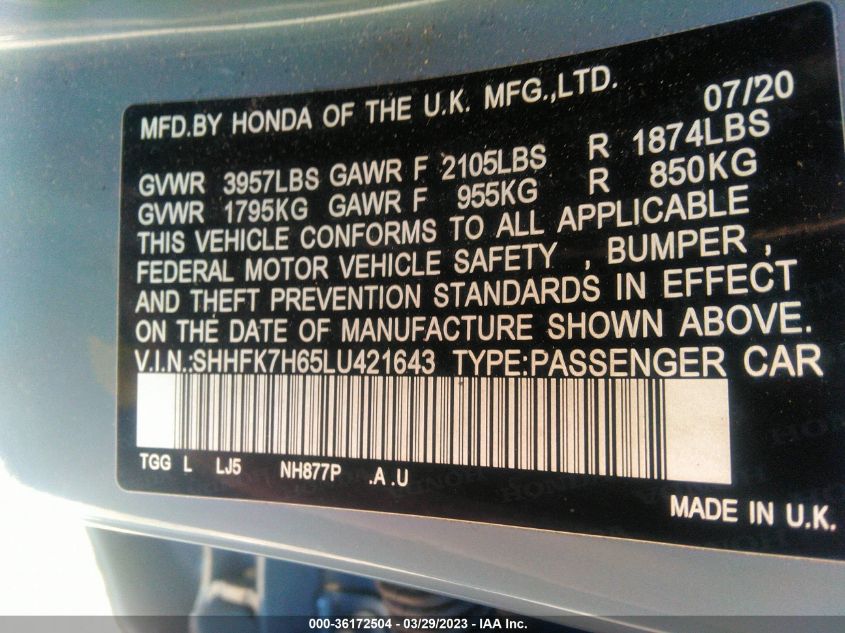 MFD.BY HONDA OF THE U.K. MFG.,LTD. 07/20
GVWR 3957LBS GAWR F 2105LBS R 1874LBS
GVWR 1795KG GAWR F 955KG R 850KG
THIS VEHICLE CONFORMS TO ALL APPLICABLE
FEDERAL MOTOR VEHICLE SAFETY , BUMPER ,
AND THEFT PREVENTION STANDARDS IN EFFECT
ON THE DATE OF MANUFACTURE SHOWN ABOVE.
V.I.N.:SHHFK7H65LU421643 TYPE:PASSENGER CAR
TGG L LJ5 NH877P .A .U
MADE IN U.K.
000-36172504 - 03/29/2023 - IAA Inc.